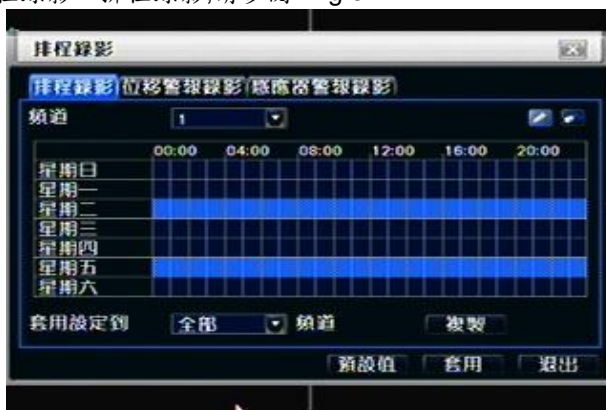 排程錄影
排程錄影 位移警報錄影 感應器警報錄影
頻道 1
00:00 04:00 08:00 12:00 16:00 20:00
星期日
星期一
星期二
星期三
星期四
星期五
星期六
套用設定到 全部 頻道 複製
預設值 套用 退出